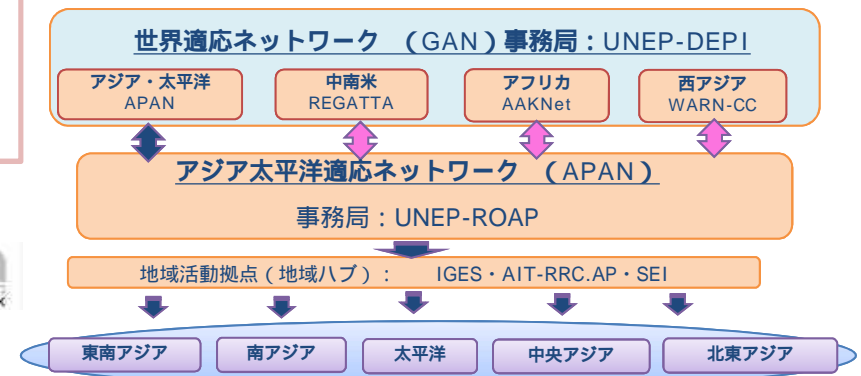 世界適応ネットワーク （GAN）事務局：UNEP-DEPI
アジア・太平洋
APAN
中南米
REGATTA
アフリカ
AAKNet
西アジア
WARN-CC
アジア太平洋適応ネットワーク （APAN）
事務局：UNEP-ROAP
地域活動拠点（地域ハブ）： IGES・AIT-RRC.AP・SEI
東南アジア
南アジア
太平洋
中央アジア
北東アジア